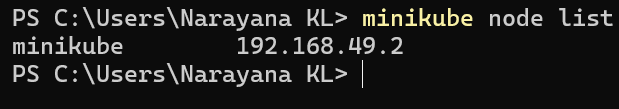 PS C:\Users\Narayana KL> minikube node list
minikube        192.168.49.2
PS C:\Users\Narayana KL>